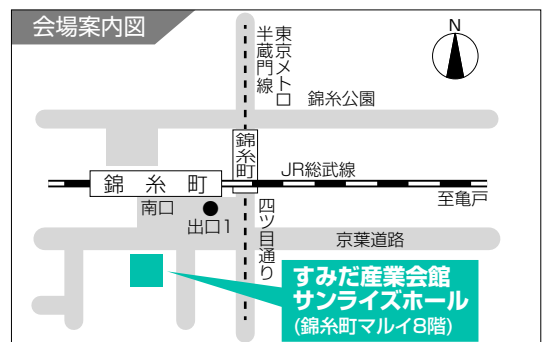 会場案内図
N
東京メトロ
半蔵門線
錦糸公園
錦糸町
JR総武線
錦糸町
至亀戸
南口
出口1
四ツ目通り
京葉道路
すみだ産業会館
サンライズホール
(錦糸町マルイ8階)